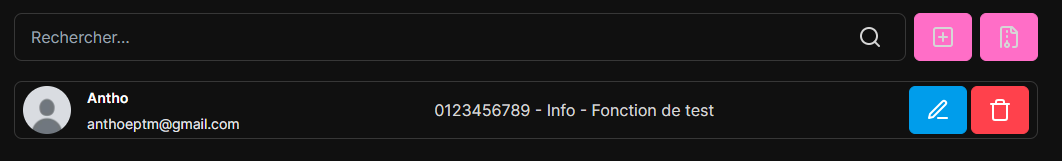 Rechercher...
Antho
0123456789 - Info - Fonction de test
anthoeptm@gmail.com